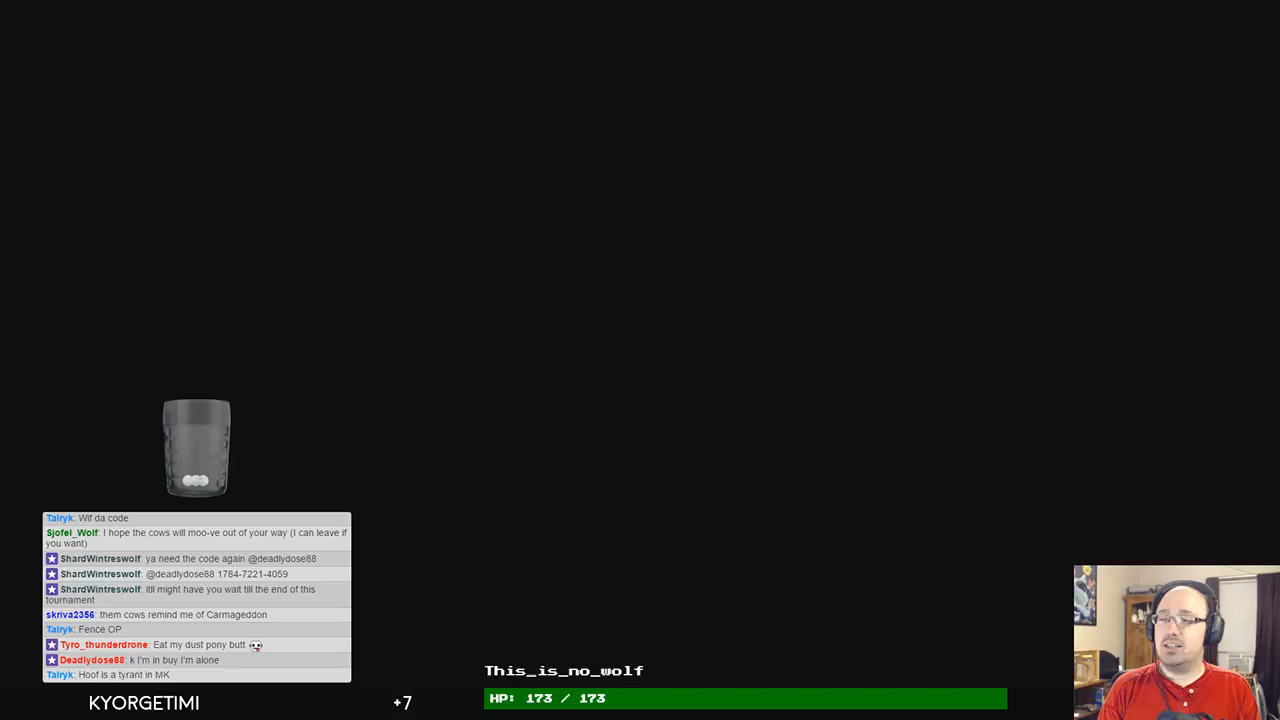 Talryk: Wif da code
Sjofel_Wolf: I hope the cows will moo-ve out of your way (I can leave if
you want)
ShardWintreswolf: ya need the code again @deadlydose88
ShardWintreswolf: @deadlydose88 1784-7221-4059
ShardWintreswolf: itll might have you wait till the end of this
tournament
skriva2356: them cows remind me of Carmageddon
Talryk: Fence OP
Tyro_thunderdrone: Eat my dust pony butt
Deadlydose88: k I'm in buy I'm alone
Talryk: Hoof is a tyrant in MK
KYORGETIMI +7
This_is_no_wolf
HP: 173 / 173